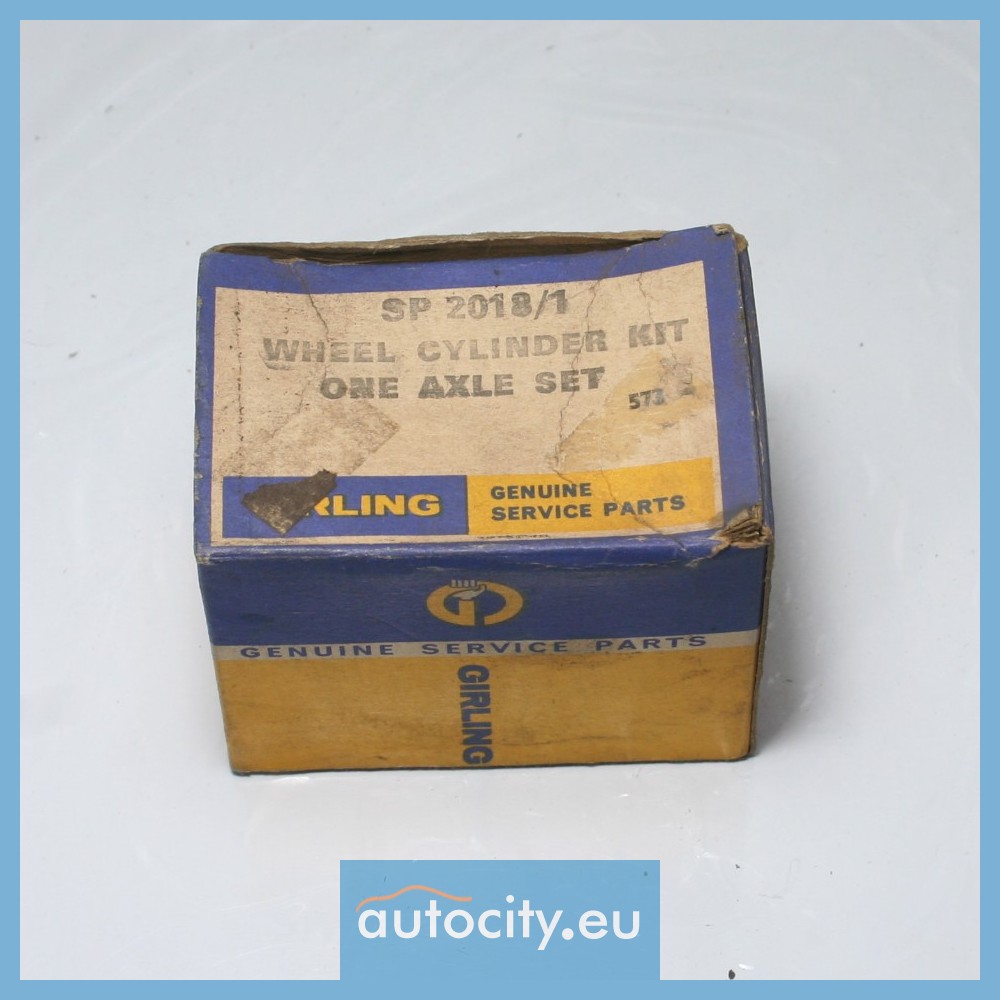 SP 2018/1
WHEEL CYLINDER KIT
ONE AXLE SET
RLING
GENUINE
SERVICE PARTS
GENUINE SERVICE PARTS
GIRLING
autocity.eu